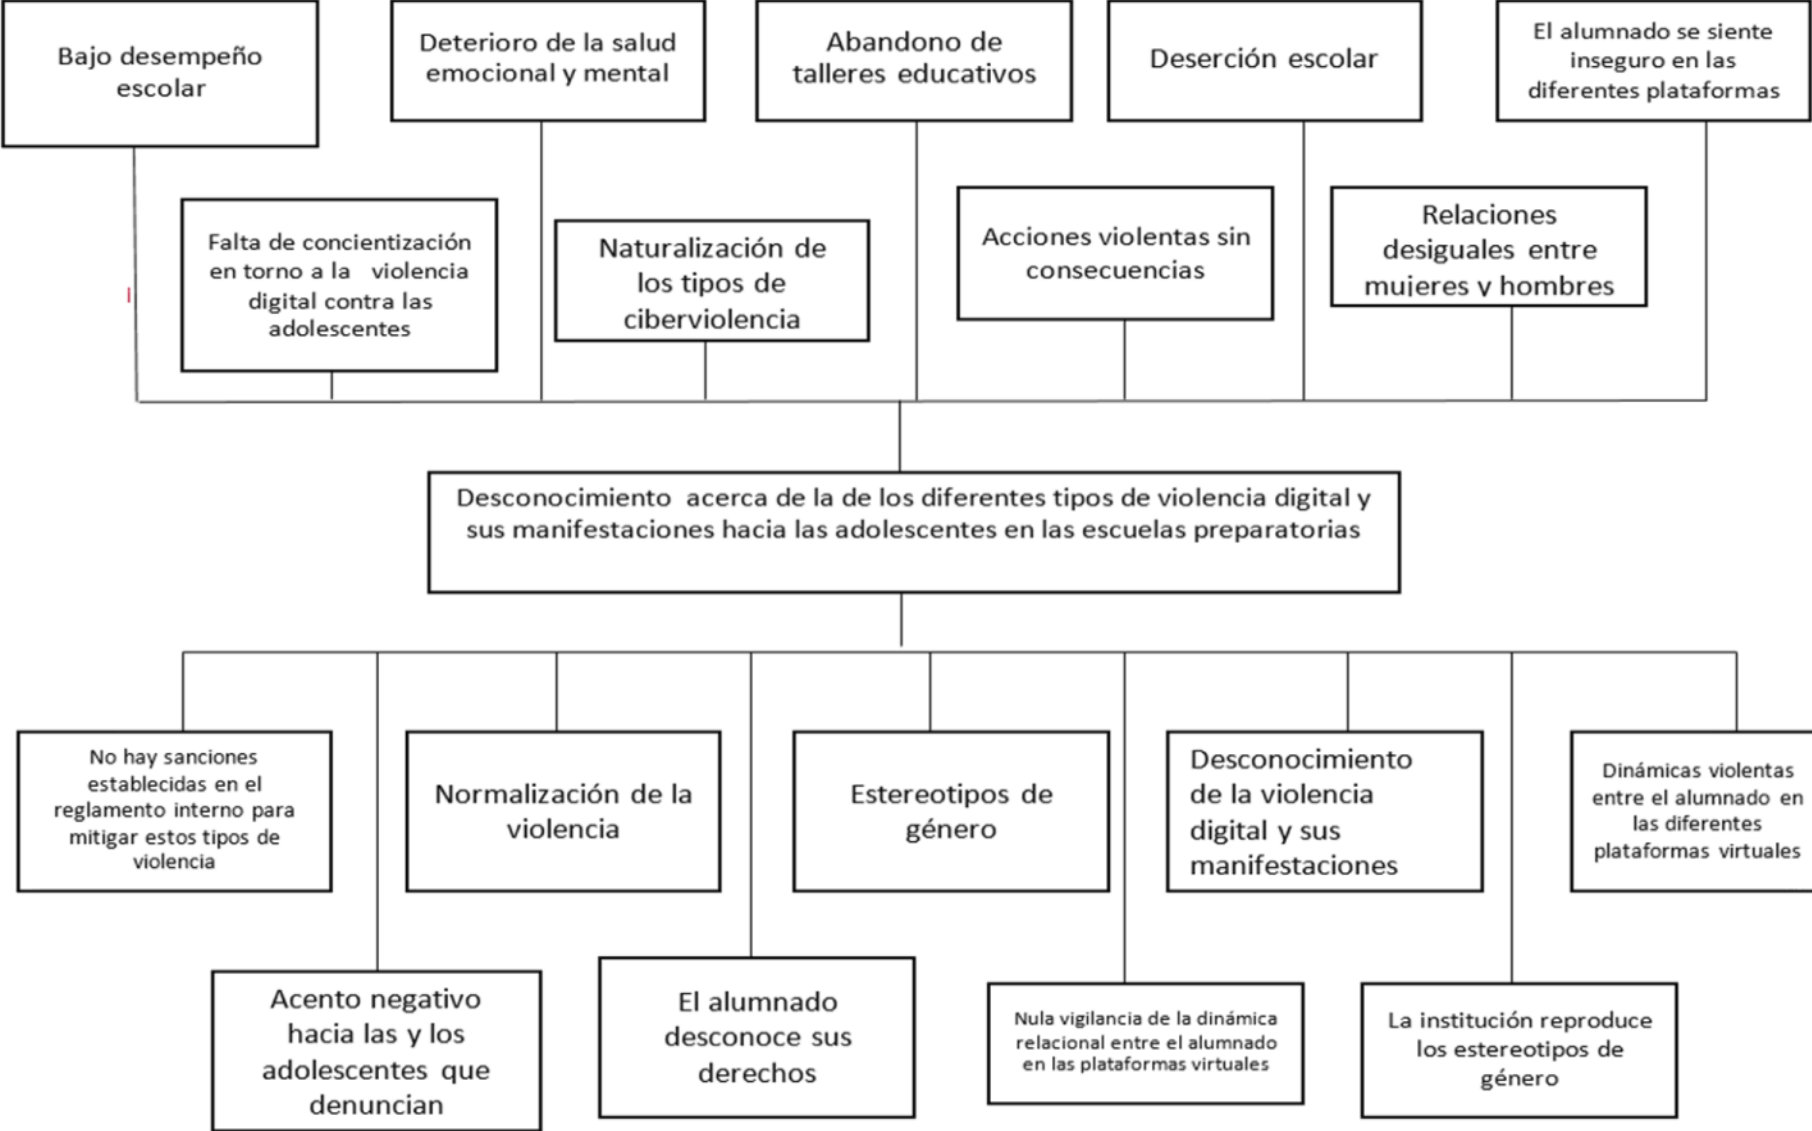 Bajo desempeño
escolar
Deterioro de la salud
emocional y mental
Abandono de
talleres educativos
Deserción escolar
El alumnado se siente
inseguro en las
diferentes plataformas
Falta de concientización
en torno a la violencia
digital contra las
adolescentes
Naturalización de
los tipos de
ciberviolencia
Acciones violentas sin
consecuencias
Relaciones
desiguales entre
mujeres y hombres
Desconocimiento acerca de la de los diferentes tipos de violencia digital y
sus manifestaciones hacia las adolescentes en las escuelas preparatorias
No hay sanciones
establecidas en el
reglamento interno para
mitigar estos tipos de
violencia
Normalización de la
violencia
Estereotipos de
género
Desconocimiento
de la violencia
digital y sus
manifestaciones
Dinámicas violentas
entre el alumnado en
las diferentes
plataformas virtuales
Acento negativo
hacia las y los
adolescentes que
denuncian
El alumnado
desconoce sus
derechos
Nula vigilancia de la dinámica
relacional entre el alumnado
en las plataformas virtuales
La institución reproduce
los estereotipos de
género